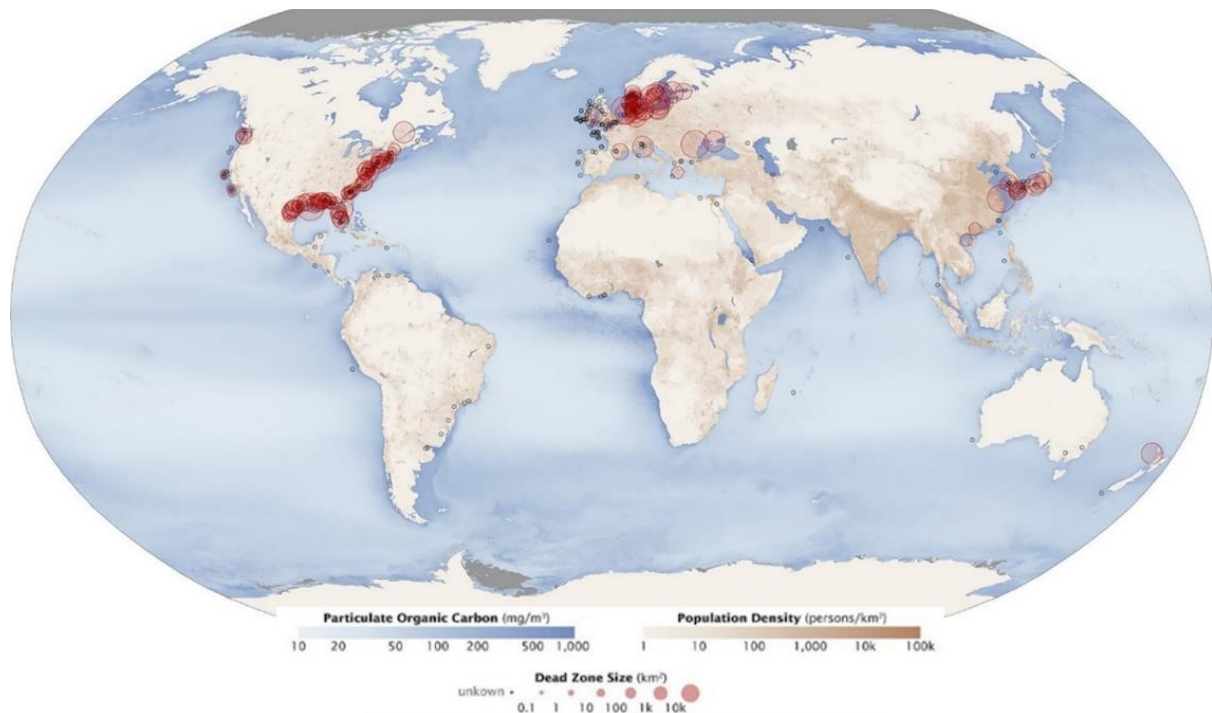 Particulate Organic Carbon (mg/m³)
10 20 50 100 200 500 1,000
Population Density (persons/km²)
1 10 100 1,000 10k 100k
Dead Zone Size (km²)
unkown
0.1 1 10 100 1k 10k